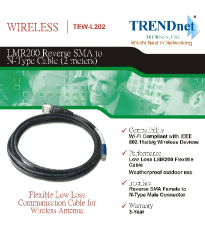 WIRELESS TEW-L202
TRENDnet
TRENDnet, USA
What's Next in Networking
LMR200 Reverse SMA to
N-Type Cable (2 meters)
Compatibility
Wi-Fi Compliant with IEEE
802.11a/b/g Wireless Devices
Performance
Low Loss LMR200 Flexible
Cable
Weatherproof outdoor use
Interface
Reverse SMA Female to
N-Type Male Connector
Warranty
3-Year
Flexible Low Loss
Communication Cable for
Wireless Antenna